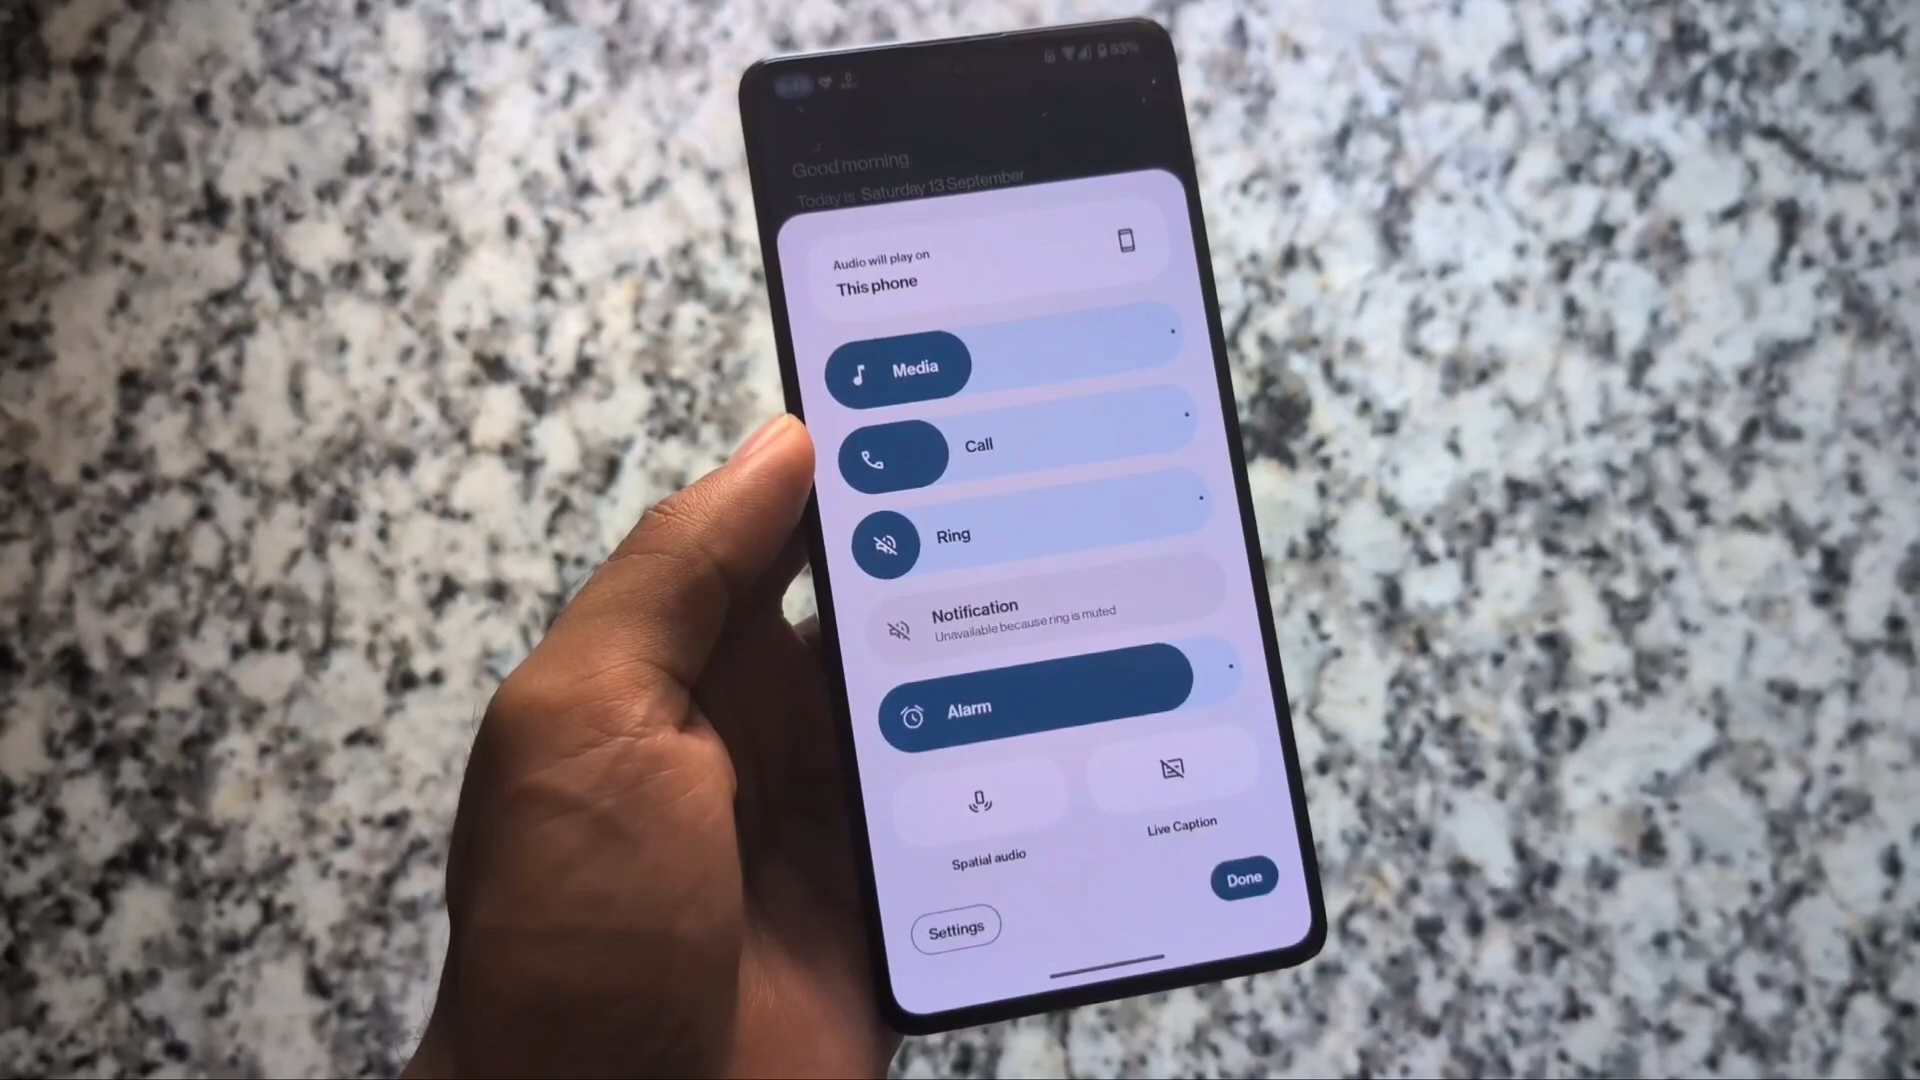 53%
Good morning.
Today is Saturday 13 September
Audio will play on
This phone
Media
Call
Ring
Notification
Unavailable because ring is muted
Alarm
Spatial audio
Live Caption
Done
Settings